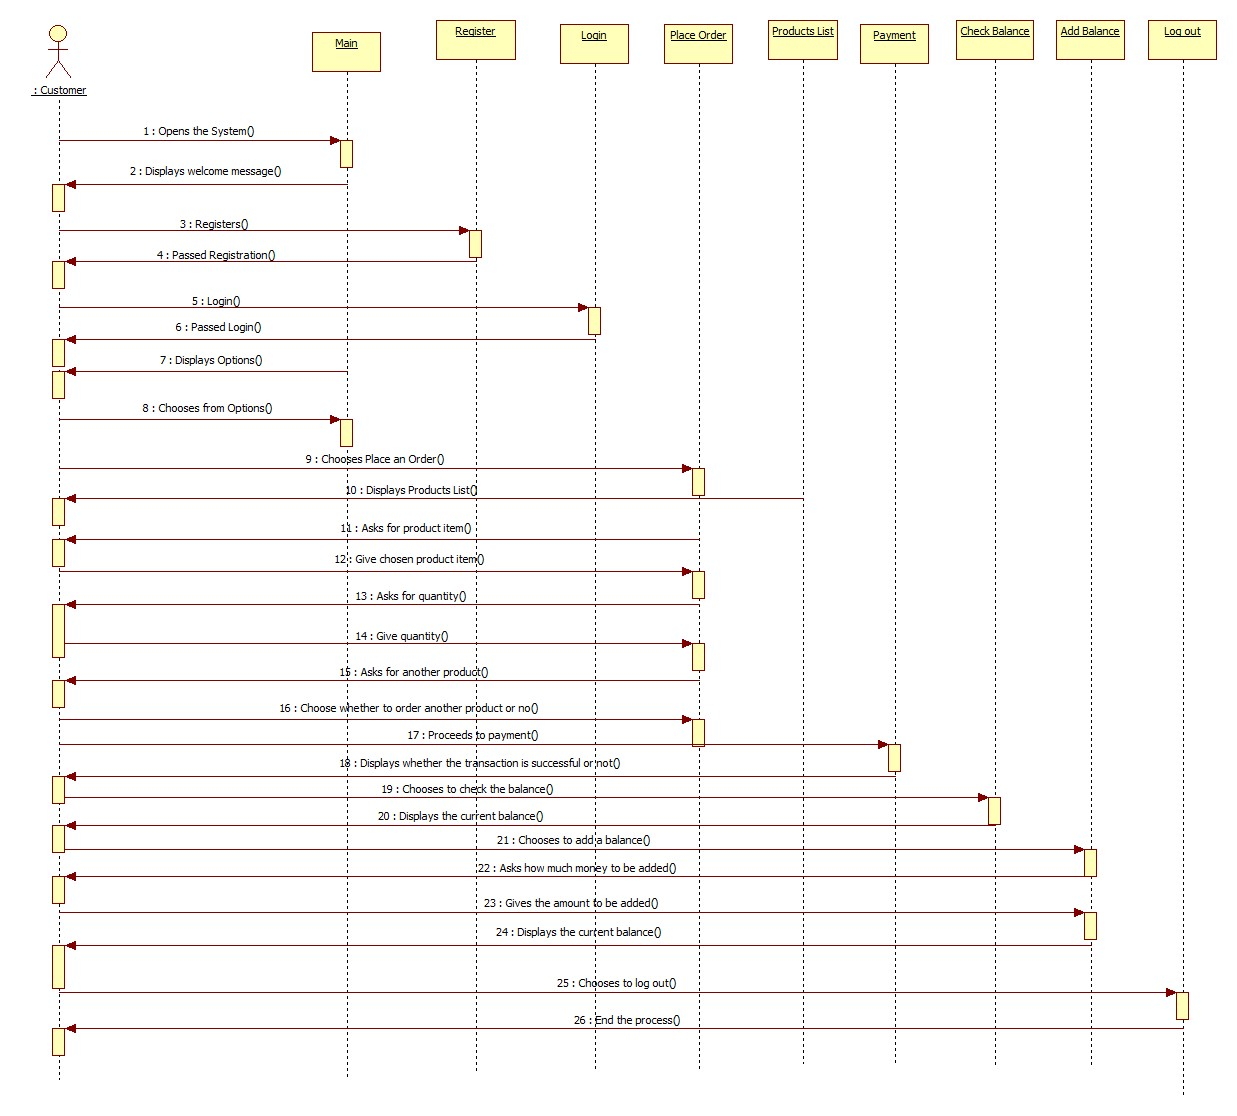 Register
Login
Place Order
Products List
Payment
Check Balance
Add Balance
Log out
Main
: Customer
1 : Opens the System()
2 : Displays welcome message()
3 : Registers()
4 : Passed Registration()
5 : Login()
6 : Passed Login()
7 : Displays Options()
8 : Chooses from Options()
9 : Chooses Place an Order()
10 : Displays Products List()
11 : Asks for product item()
12 : Give chosen product item()
13 : Asks for quantity()
14 : Give quantity()
15 : Asks for another product()
16 : Choose whether to order another product or no()
17 : Proceeds to payment()
18 : Displays whether the transaction is successful or not()
19 : Chooses to check the balance()
20 : Displays the current balance()
21 : Chooses to add a balance()
22 : Asks how much money to be added()
23 : Gives the amount to be added()
24 : Displays the current balance()
25 : Chooses to log out()
26 : End the process()